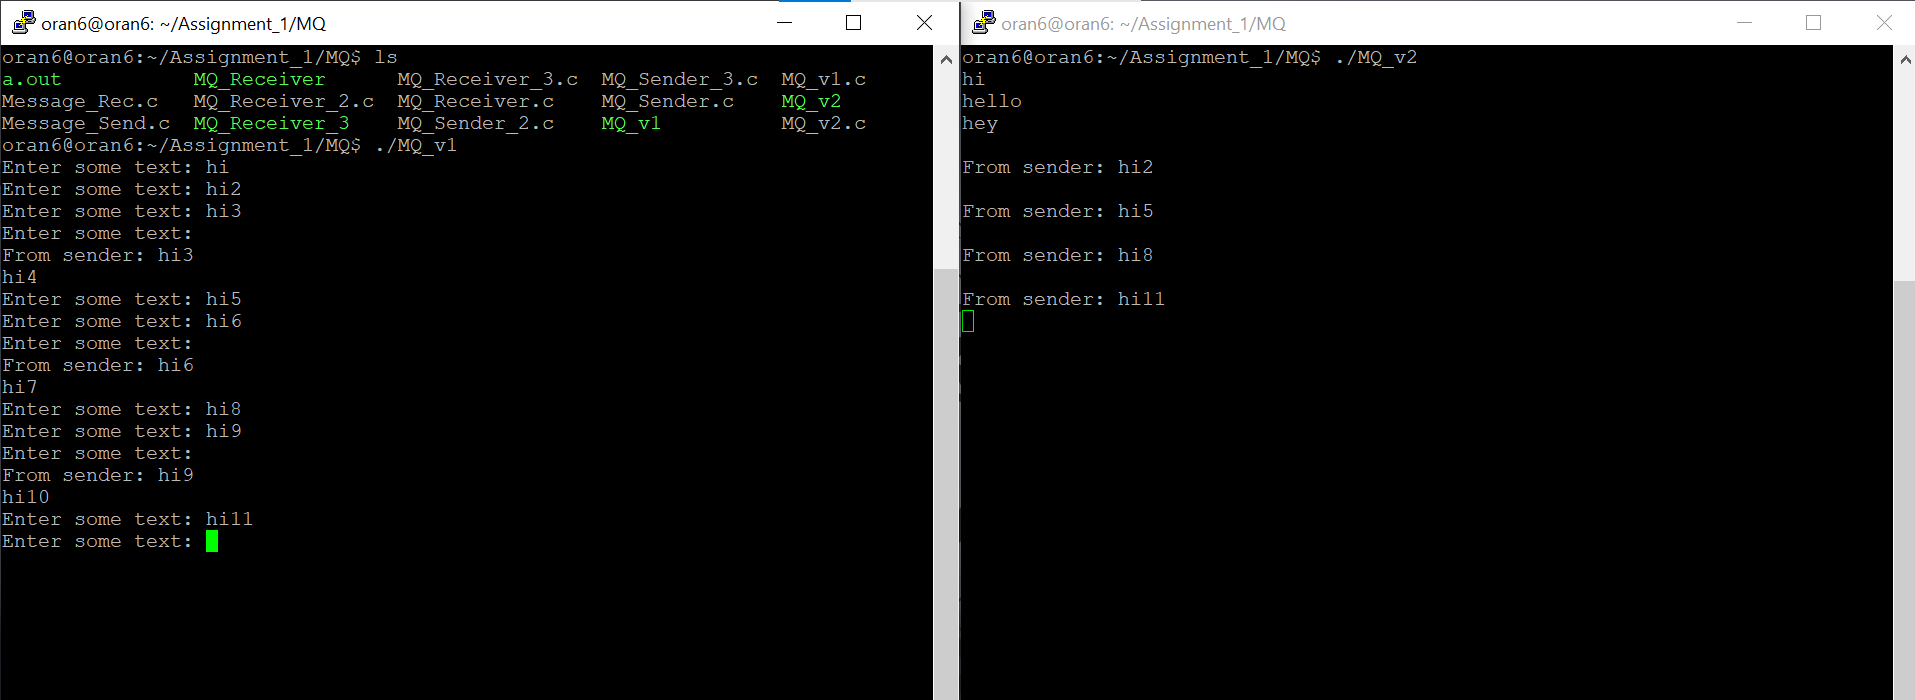 oran6@oran6: ~/Assignment_1/MQ
oran6@oran6:~/Assignment_1/MQ$ ls
a.out           MQ_Receiver      MQ_Receiver_3.c  MQ_Sender_3.c  MQ_v1.c
Message_Rec.c   MQ_Receiver_2.c  MQ_Receiver.c    MQ_Sender.c    MQ_v2
Message_Send.c  MQ_Receiver_3    MQ_Sender_2.c    MQ_v1          MQ_v2.c
oran6@oran6:~/Assignment_1/MQ$ ./MQ_v1
Enter some text: hi
Enter some text: hi2
Enter some text: hi3
Enter some text:
From sender: hi3
hi4
Enter some text: hi5
Enter some text: hi6
Enter some text:
From sender: hi6
hi7
Enter some text: hi8
Enter some text: hi9
Enter some text:
From sender: hi9
hi10
Enter some text: hi11
Enter some text:
oran6@oran6: ~/Assignment_1/MQ
oran6@oran6:~/Assignment_1/MQ$ ./MQ_v2
hi
hello
hey
From sender: hi2
From sender: hi5
From sender: hi8
From sender: hi11